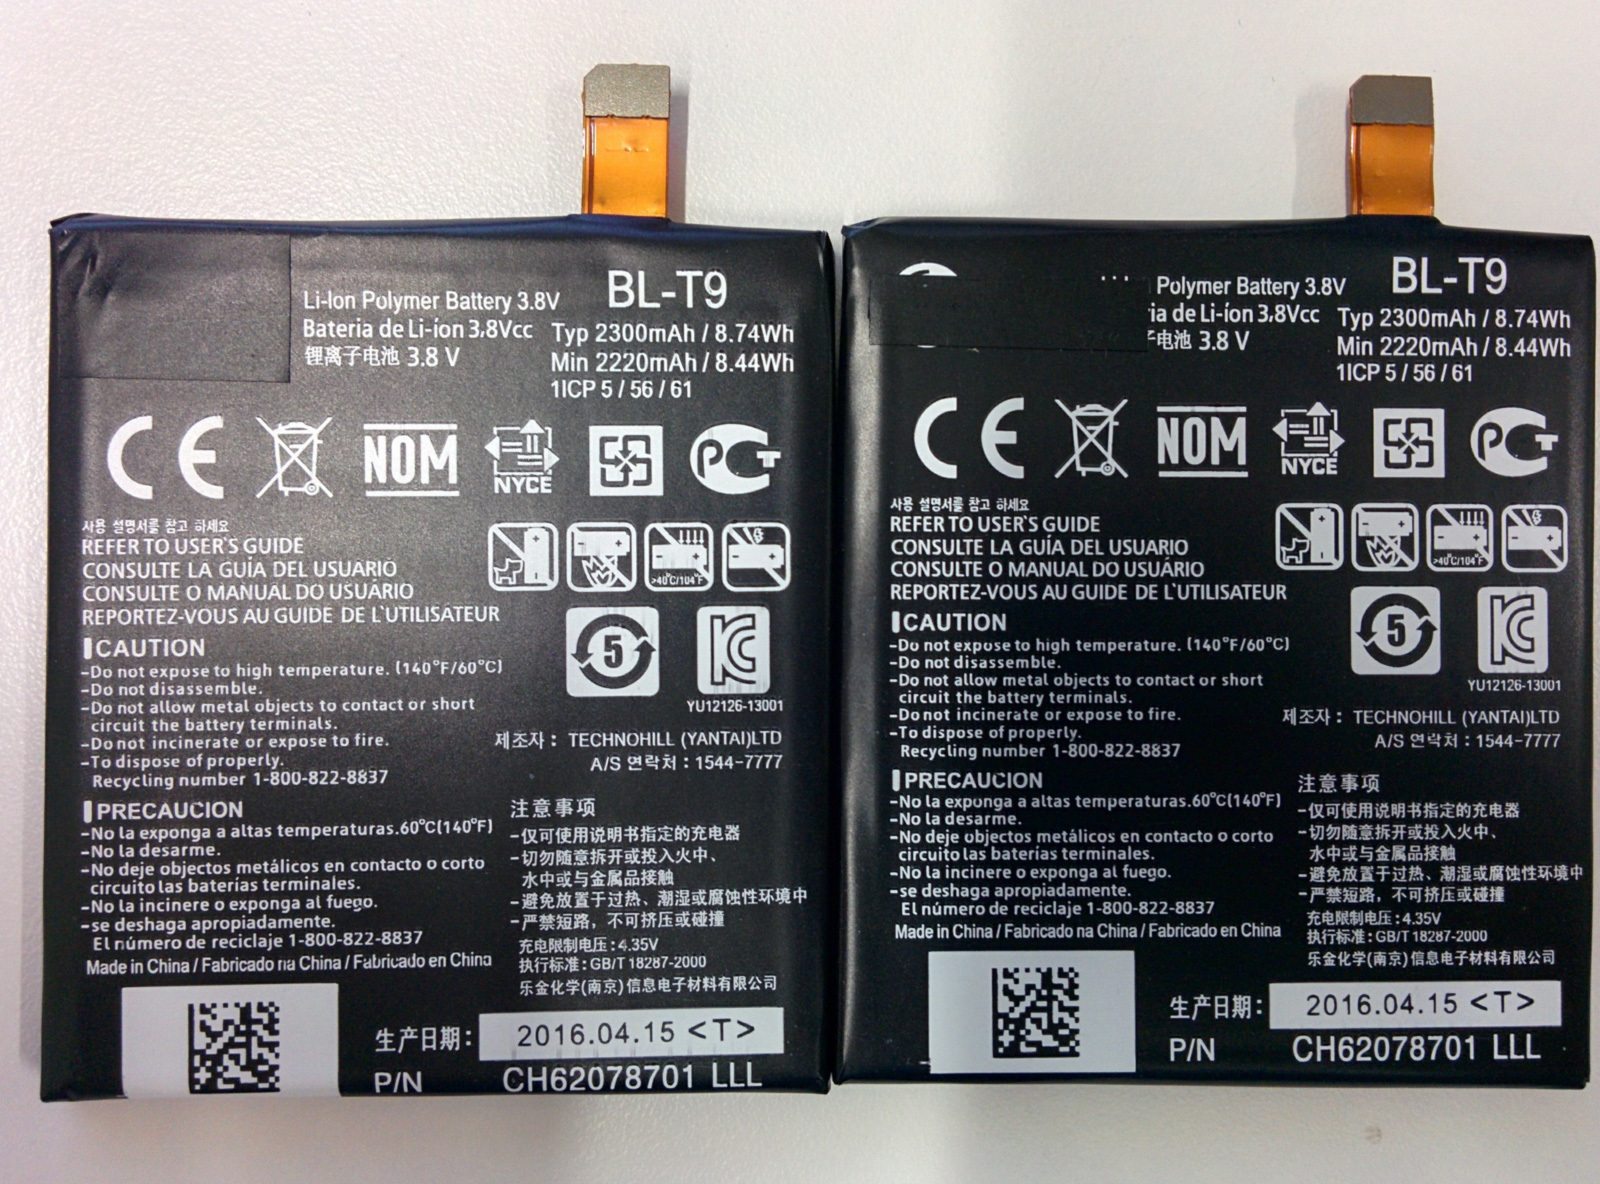 Li-Ion Polymer Battery 3.8V
BL-T9
Bateria de Li-íon 3,8Vcc
Typ 2300mAh / 8.74Wh
锂离子电池 3.8 V
Min 2220mAh / 8.44Wh
1ICP 5 / 56 / 61
CE
NOM
NYCE
PCT
사용 설명서를 참고 하세요
REFER TO USER'S GUIDE
CONSULTE LA GUÍA DEL USUARIO
CONSULTE O MANUAL DO USUÁRIO
REPORTEZ-VOUS AU GUIDE DE L`UTILISATEUR
>40°C/104°F
5
KC
YU12126-13001
CAUTION
-Do not expose to high temperature. (140°F/60°C)
-Do not disassemble.
-Do not allow metal objects to contact or short
circuit the battery terminals.
-Do not incinerate or expose to fire.
-To dispose of properly.
Recycling number 1-800-822-8837
제조자 : TECHNOHILL (YANTAI)LTD
A/S 연락처 : 1544-7777
PRECAUCION
-No la exponga a altas temperaturas.60°C(140°F)
-No la desarme.
-No deje objectos metálicos en contacto o corto
circuito las baterías terminales.
-No la incinere o exponga al fuego.
-se deshaga apropiadamente.
El número de reciclaje 1-800-822-8837
Made in China / Fabricado na China / Fabricado en China
注意事项
-仅可使用说明书指定的充电器
-切勿随意拆开或投入火中、
水中或与金属品接触
-避免放置于过热、潮湿或腐蚀性环境中
-严禁短路，不可挤压或碰撞
充电限制电压:4.35V
执行标准:GB/T 18287-2000
乐金化学(南京)信息电子材料有限公司
生产日期: 2016.04.15 <T>
P/N CH62078701 LLL
Polymer Battery 3.8V
BL-T9
ia de Li-íon 3,8Vcc
Typ 2300mAh / 8.74Wh
电池 3.8 V
Min 2220mAh / 8.44Wh
1ICP 5 / 56 / 61
CE
NOM
NYCE
PCT
사용 설명서를 참고 하세요
REFER TO USER'S GUIDE
CONSULTE LA GUÍA DEL USUARIO
CONSULTE O MANUAL DO USUÁRIO
REPORTEZ-VOUS AU GUIDE DE L`UTILISATEUR
>40°C/104°F
5
KC
YU12126-13001
CAUTION
-Do not expose to high temperature. (140°F/60°C)
-Do not disassemble.
-Do not allow metal objects to contact or short
circuit the battery terminals.
-Do not incinerate or expose to fire.
-To dispose of properly.
Recycling number 1-800-822-8837
제조자 : TECHNOHILL (YANTAI)LTD
A/S 연락처 : 1544-7777
PRECAUCION
-No la exponga a altas temperaturas.60°C(140°F)
-No la desarme.
-No deje objectos metálicos en contacto o corto
circuito las baterías terminales.
-No la incinere o exponga al fuego.
-se deshaga apropiadamente.
El número de reciclaje 1-800-822-8837
Made in China / Fabricado na China / Fabricado en China
注意事项
-仅可使用说明书指定的充电器
-切勿随意拆开或投入火中、
水中或与金属品接触
-避免放置于过热、潮湿或腐蚀性环境中
-严禁短路，不可挤压或碰撞
充电限制电压:4.35V
执行标准:GB/T 18287-2000
乐金化学(南京)信息电子材料有限公司
生产日期: 2016.04.15 <T>
P/N CH62078701 LLL